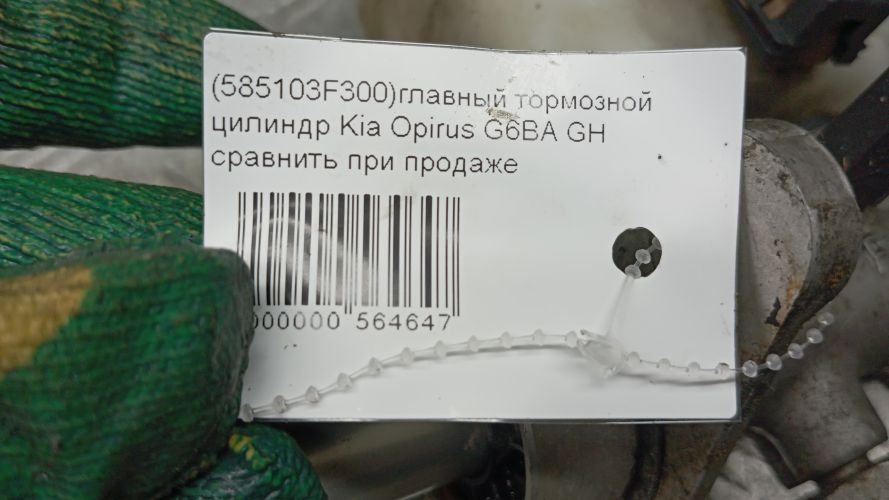 (585103F300)главный тормозной
цилиндр Kia Opirus G6BA GH
сравнить при продаже
000000 564647